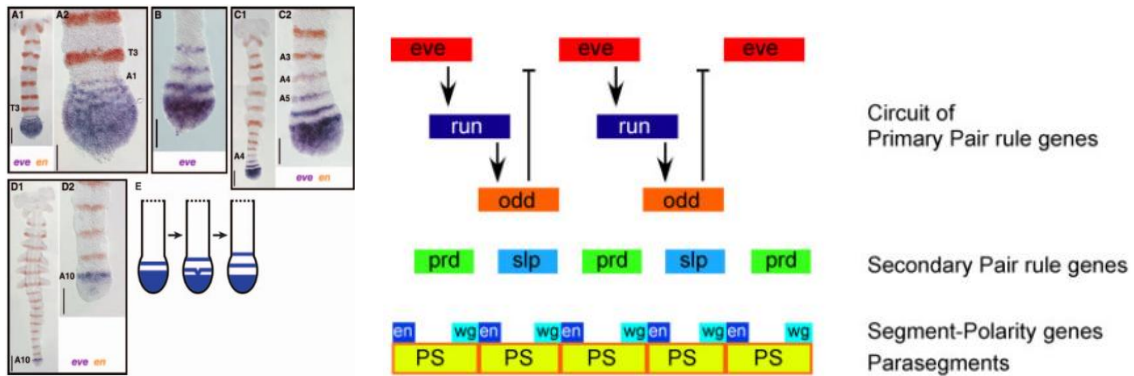 A1 A2 B C1 C2
T3
A1
T3
eve en
eve
A3
A4
A5
A4
eve en
D1 D2 E
A10
A10
eve en
eve eve eve
run run
odd odd
Circuit of
Primary Pair rule genes
prd slp prd slp prd
Secondary Pair rule genes
en wg en wg en wg en wg en wg
Segment-Polarity genes
PS PS PS PS PS
Parasegments